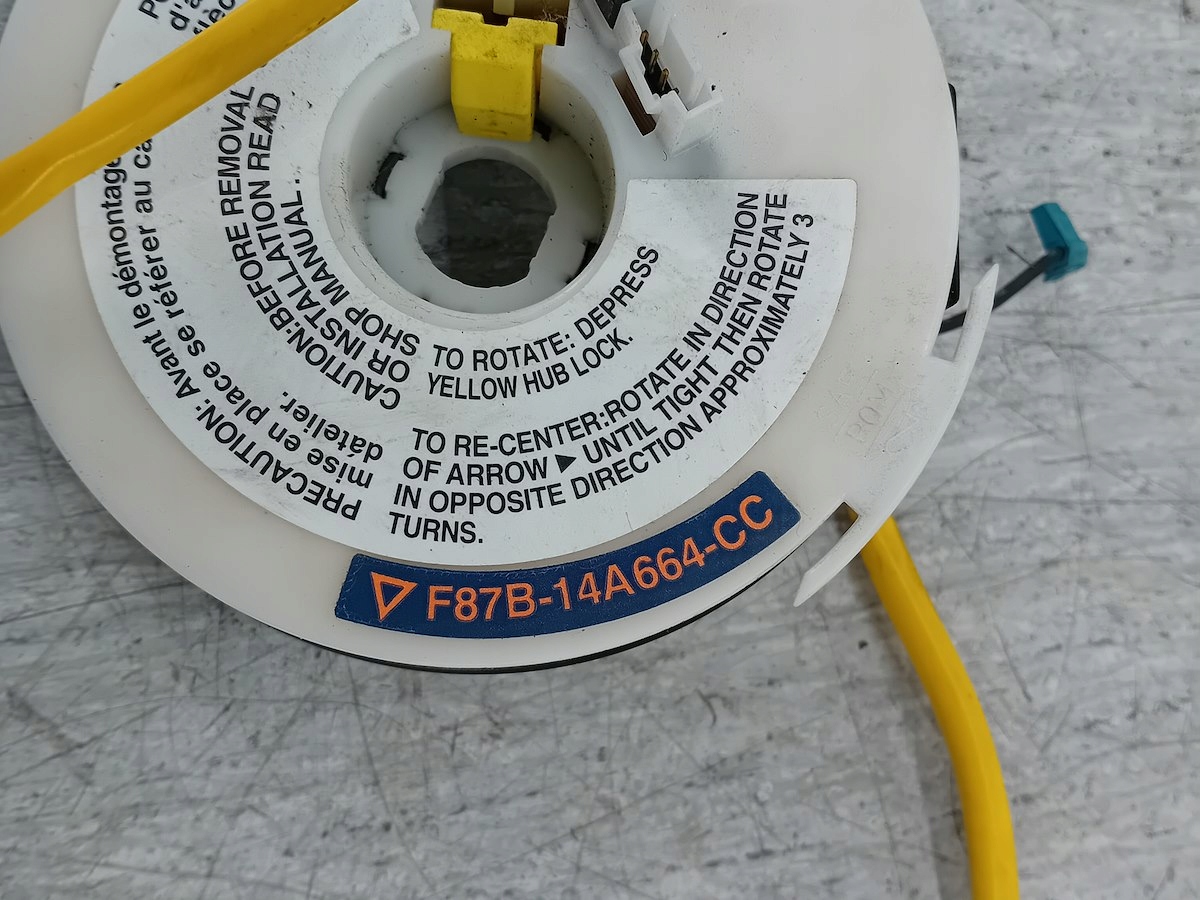 CAUTION:BEFORE REMOVAL
OR INSTALLATION READ
SHOP MANUAL.
TO ROTATE: DEPRESS
YELLOW HUB LOCK.
TO RE-CENTER:ROTATE IN DIRECTION
OF ARROW ▶ UNTIL TIGHT THEN ROTATE
IN OPPOSITE DIRECTION APPROXIMATELY 3
TURNS.
PRECAUTION: Avant le démontage
mise en place se référer au ca
dátelier.
F87B-14A664-CC